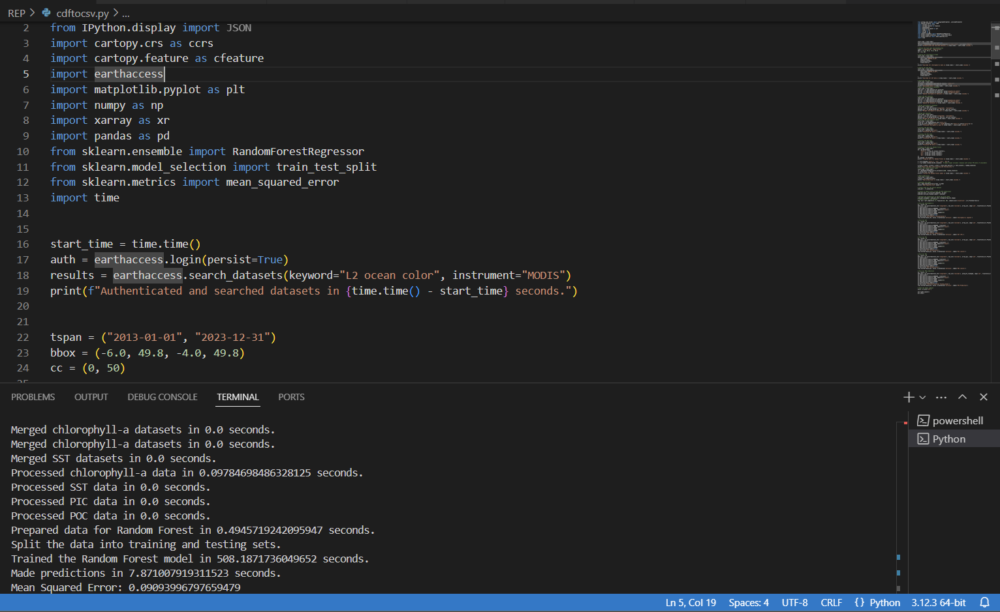 REP > cdftocsv.py > ...
2 from IPython.display import JSON
3 import cartopy.crs as ccrs
4 import cartopy.feature as cfeature
5 import earthaccess
6 import matplotlib.pyplot as plt
7 import numpy as np
8 import xarray as xr
9 import pandas as pd
10 from sklearn.ensemble import RandomForestRegressor
11 from sklearn.model_selection import train_test_split
12 from sklearn.metrics import mean_squared_error
13 import time
14
15
16 start_time = time.time()
17 auth = earthaccess.login(persist=True)
18 results = earthaccess.search_datasets(keyword="L2 ocean color", instrument="MODIS")
19 print(f"Authenticated and searched datasets in {time.time() - start_time} seconds.")
20
21
22 tspan = ("2013-01-01", "2023-12-31")
23 bbox = (-6.0, 49.8, -4.0, 49.8)
24 cc = (0, 50)
PROBLEMS OUTPUT DEBUG CONSOLE TERMINAL PORTS
Merged chlorophyll-a datasets in 0.0 seconds.
Merged chlorophyll-a datasets in 0.0 seconds.
Merged SST datasets in 0.0 seconds.
Processed chlorophyll-a data in 0.09784698486328125 seconds.
Processed SST data in 0.0 seconds.
Processed PIC data in 0.0 seconds.
Processed POC data in 0.0 seconds.
Prepared data for Random Forest in 0.4945719242095947 seconds.
Split the data into training and testing sets.
Trained the Random Forest model in 508.1871736049652 seconds.
Made predictions in 7.871007919311523 seconds.
Mean Squared Error: 0.09093996797659479
powershell
Python
Ln 5, Col 19 Spaces: 4 UTF-8 CRLF {} Python 3.12.3 64-bit